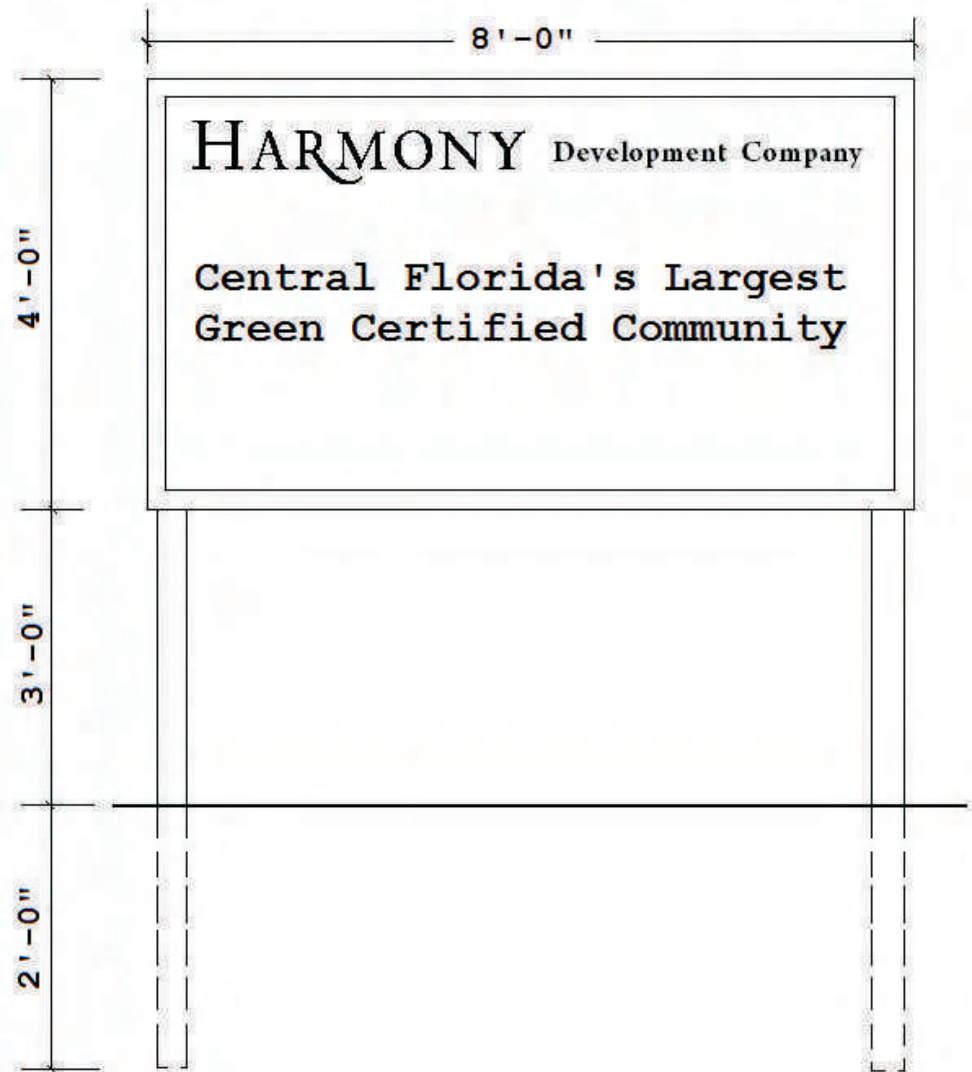 8'-0"
HARMONY Development Company
4'-0"
Central Florida's Largest
Green Certified Community
3'-0"
2'-0"